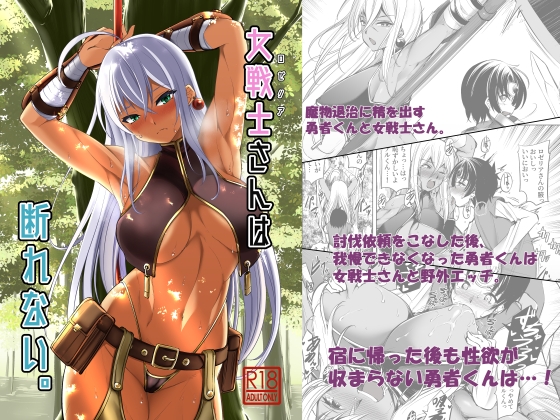 女戦士さんは
ロゼリア
断れない。
R18
ADULT ONLY
魔物退治に精を出す
勇者くんと女戦士さん。
討伐依頼をこなした後、
我慢できなくなった勇者くんは
女戦士さんと野外エッチ。
宿に帰った後も性欲が
収まらない勇者くんは…！